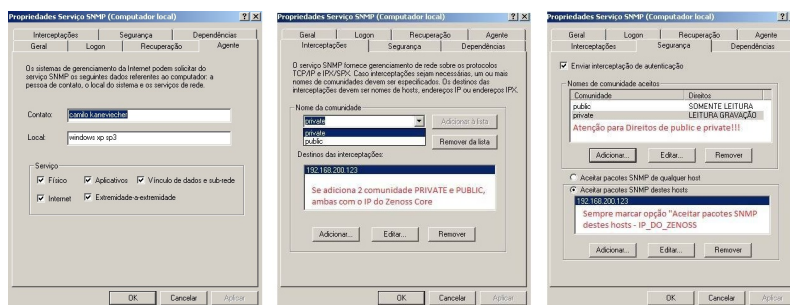 Propriedades Serviço SNMP (Computador local)
Interceptações Segurança Dependências
Geral Logon Recuperação Agente
Os sistemas de gerenciamento da Internet podem solicitar do
serviço SNMP os seguintes dados referentes ao computador: a
pessoa de contato, o local do sistema e os serviços de rede.
Contato: camilo kaneviecher
Local: windows xp sp3
Serviço
Físico Aplicativos Vínculo de dados e sub-rede
Internet Extremidade-a-extremidade
OK Cancelar Aplicar
Propriedades Serviço SNMP (Computador local)
Geral Logon Recuperação Agente
Interceptações Segurança Dependências
O serviço SNMP fornece gerenciamento de rede sobre os protocolos
TCP/IP e IPX/SPX. Caso interceptações sejam necessárias, um ou mais
nomes de comunidades devem ser especificados. Os destinos das
interceptações devem ser nomes de hosts, endereços IP ou endereços IPX.
Nome da comunidade
private Adicionar à lista
private
public Remover da lista
Destinos das interceptações:
192.168.200.123
Se adiciona 2 comunidade PRIVATE e PUBLIC,
ambas com o IP do Zenoss Core
Adicionar... Editar... Remover
OK Cancelar Aplicar
Propriedades Serviço SNMP (Computador local)
Geral Logon Recuperação Agente
Interceptações Segurança Dependências
Enviar interceptação de autenticação
Nomes de comunidade aceitos
Comunidade Direitos
public SOMENTE LEITURA
private LEITURA GRAVAÇÃO
Atenção para Direitos de public e private!!!
Adicionar... Editar... Remover
Aceitar pacotes SNMP de qualquer host
Aceitar pacotes SNMP destes hosts
192.168.200.123
Sempre marcar opção "Aceitar pacotes SNMP
destes hosts - IP_DO_ZENOSS
Adicionar... Editar... Remover
OK Cancelar Aplicar